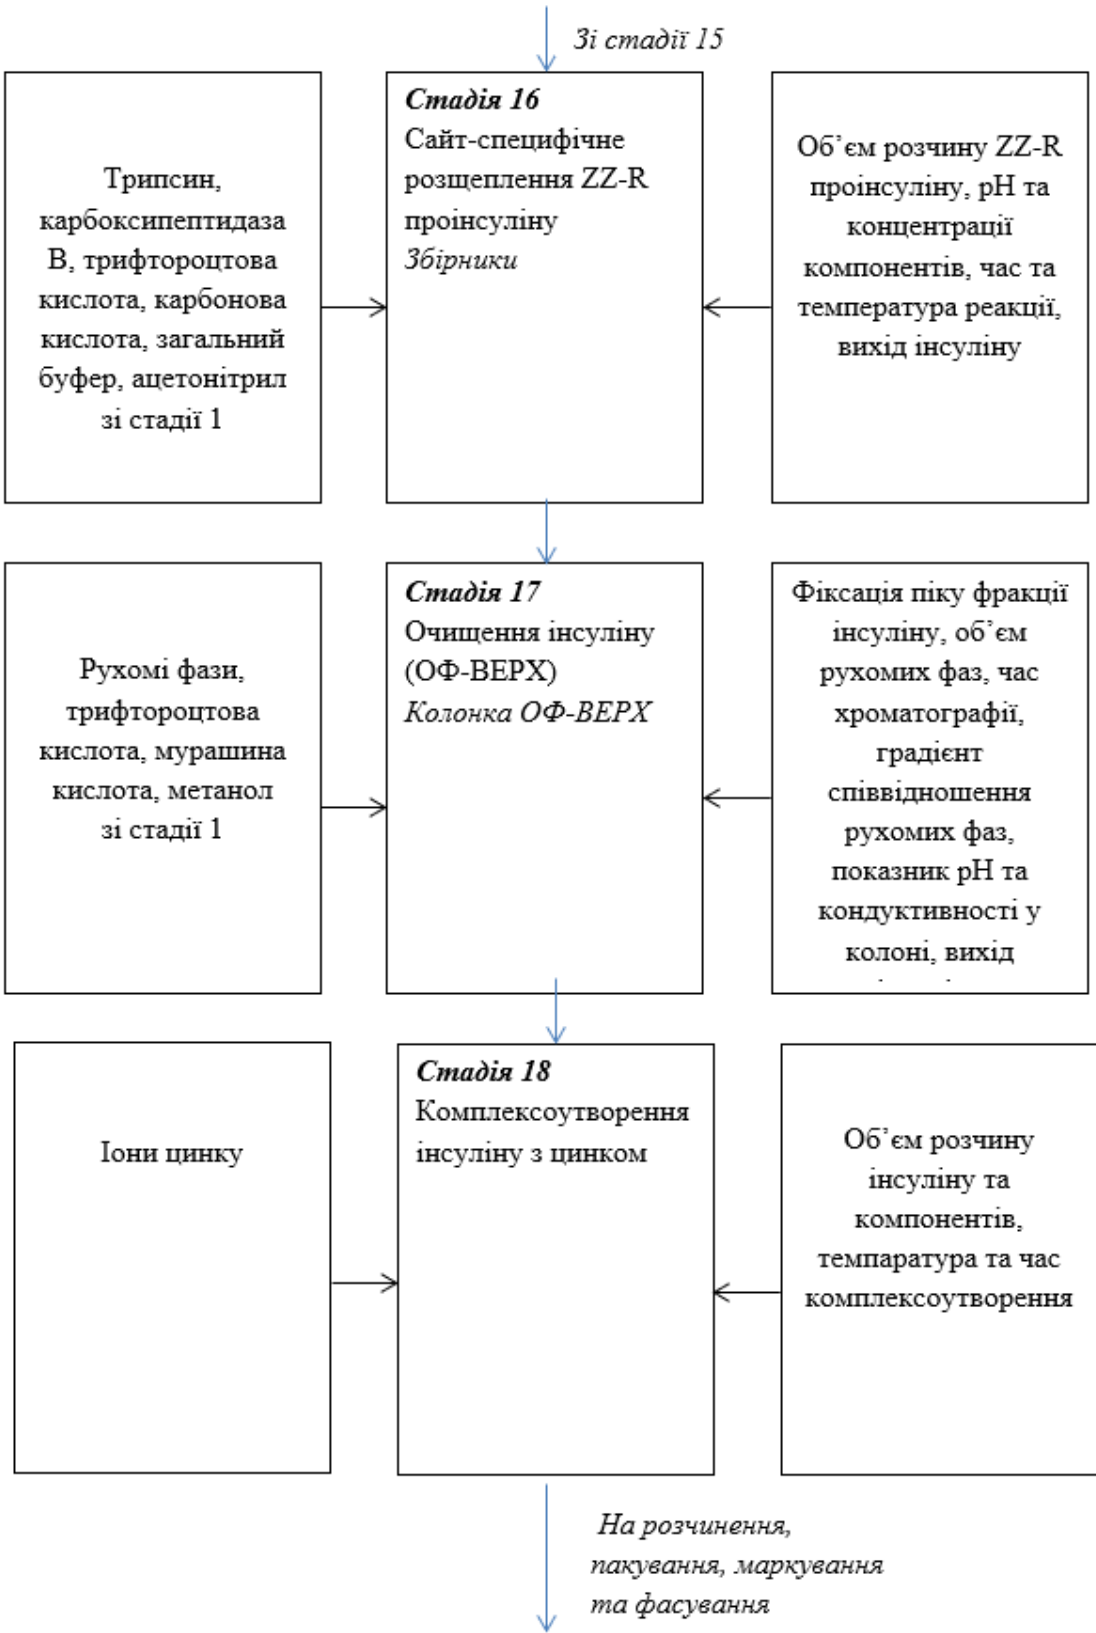 Зі стадії 15
Трипсин,
карбоксипептидаза
В, трифтороцтова
кислота, карбонова
кислота, загальний
буфер, ацетонітрил
зі стадії 1
Стадія 16
Сайт-специфічне
розщеплення ZZ-R
проінсуліну
Збірники
Об’єм розчину ZZ-R
проінсуліну, рН та
концентрації
компонентів, час та
температура реакції,
вихід інсуліну
Рухомі фази,
трифтороцтова
кислота, мурашина
кислота, метанол
зі стадії 1
Стадія 17
Очищення інсуліну
(ОФ-ВЕРХ)
Колонка ОФ-ВЕРХ
Фіксація піку фракції
інсуліну, об’єм
рухомих фаз, час
хроматографії,
градієнт
співвідношення
рухомих фаз,
показник рН та
кондуктивності у
колоні, вихід
Іони цинку
Стадія 18
Комплексоутворення
інсуліну з цинком
Об’єм розчину
інсуліну та
компонентів,
темпаратура та час
комплексоутворення
На розчинення,
пакування, маркування
та фасування